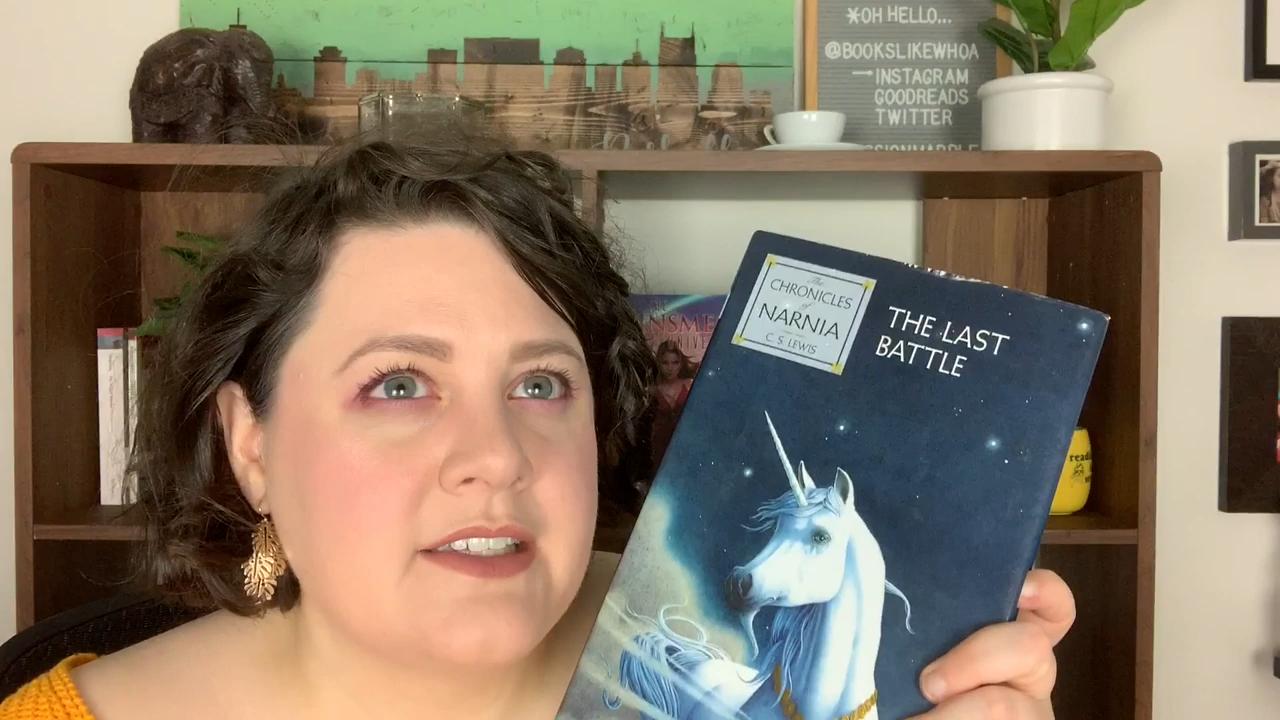 *OH HELLO...
@BOOKSLIKEWHOA
→INSTAGRAM
GOODREADS
TWITTER
The
CHRONICLES
of
NARNIA
C. S. LEWIS
THE LAST
BATTLE